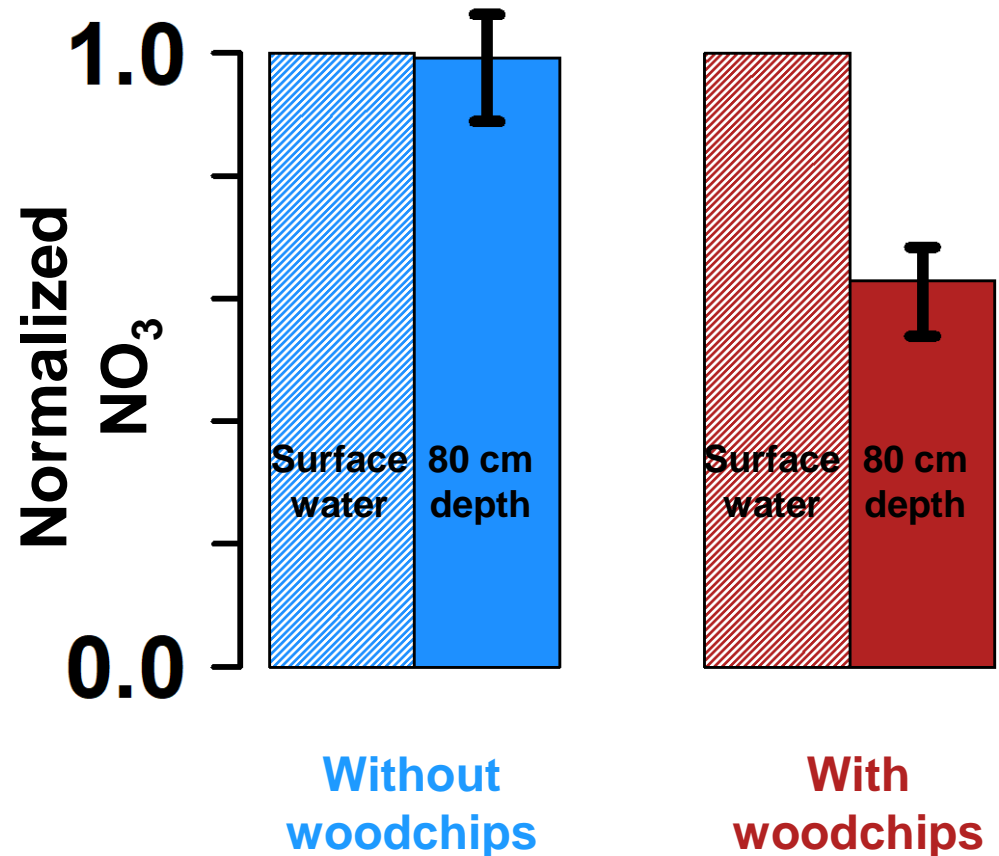 1.0
0.0
Normalized
NO₃
Surface
water
80 cm
depth
Surface
water
80 cm
depth
Without
woodchips
With
woodchips